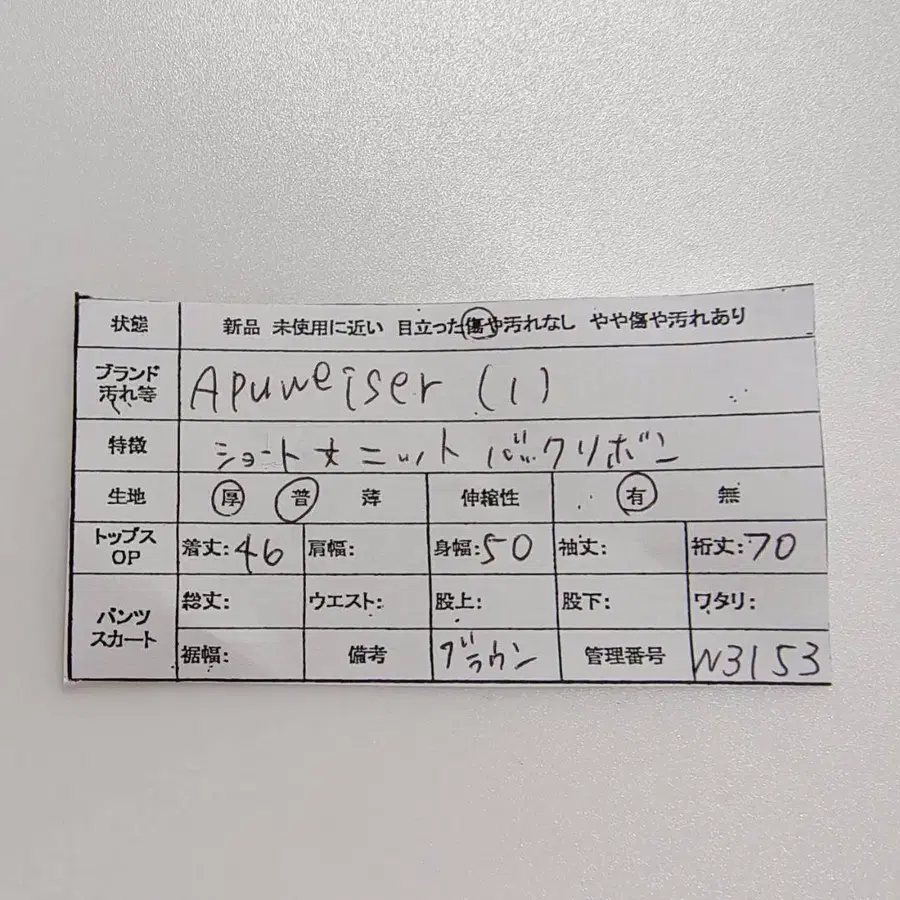 状態 新品 未使用に近い 目立った傷や汚れなし やや傷や汚れあり
ブランド
汚れ等 Apuweiser (1)
特徴 ショート丈ニット バックリボン
生地 厚 普 薄 伸縮性 有 無
トップス
OP 着丈:46 肩幅: 身幅:50 袖丈: 裄丈:70
パンツ
スカート 総丈: ウエスト: 股上: 股下: ワタリ:
裾幅: 備考 ブラウン 管理番号 N3153